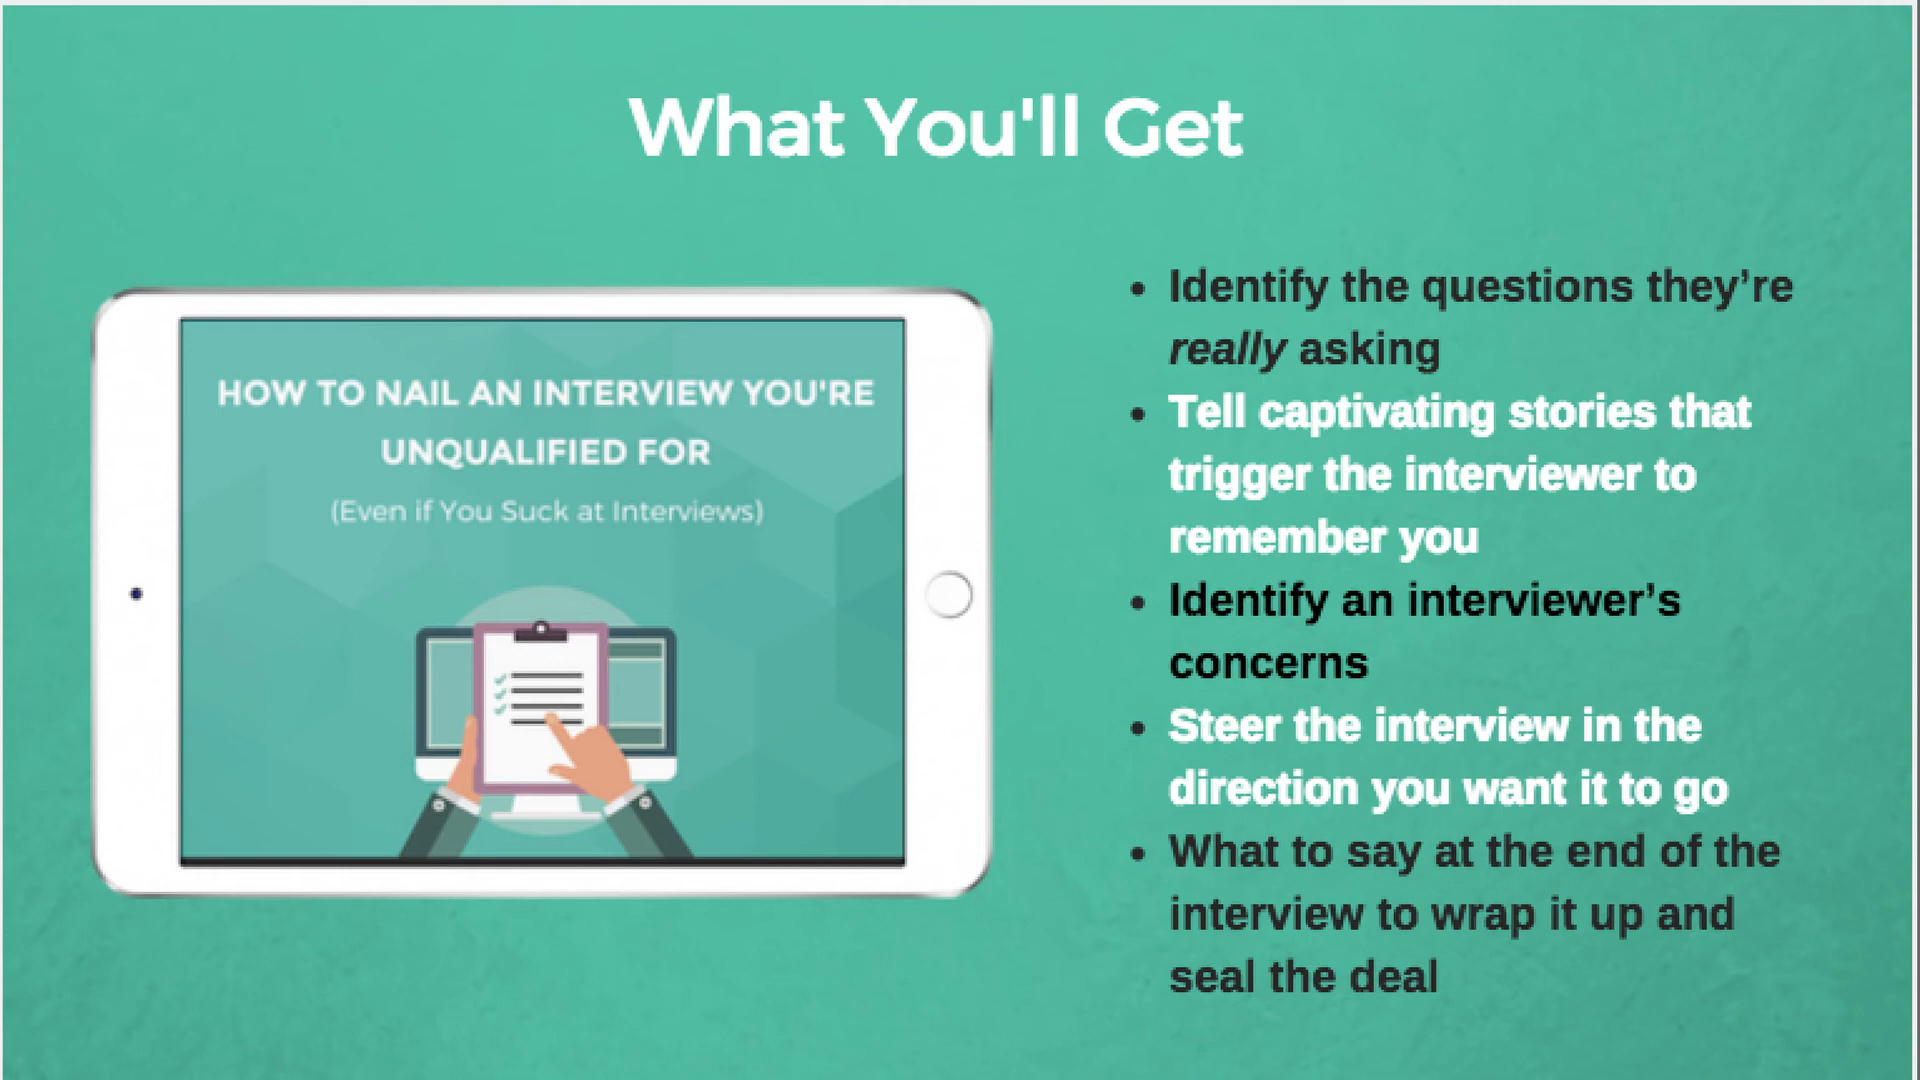 What You'll Get
HOW TO NAIL AN INTERVIEW YOU'RE
UNQUALIFIED FOR
(Even if You Suck at Interviews)
• Identify the questions they’re
really asking
• Tell captivating stories that
trigger the interviewer to
remember you
• Identify an interviewer’s
concerns
• Steer the interview in the
direction you want it to go
• What to say at the end of the
interview to wrap it up and
seal the deal